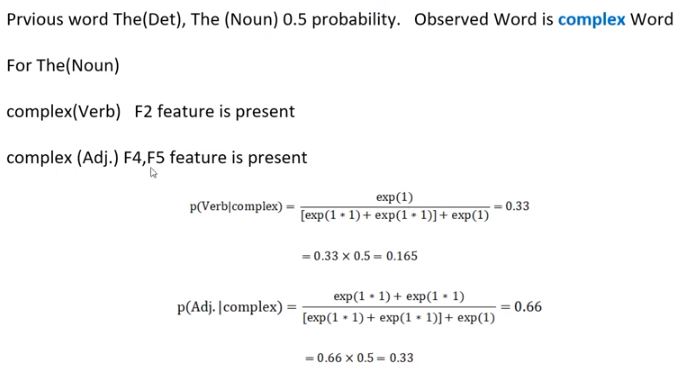 Prvious word The(Det), The (Noun) 0.5 probability. Observed Word is complex Word
For The(Noun)
complex(Verb) F2 feature is present
complex (Adj.) F4,F5 feature is present
p(Verb|complex) = exp(1) / [exp(1 * 1) + exp(1 * 1)] + exp(1) = 0.33
= 0.33 × 0.5 = 0.165
p(Adj. |complex) = exp(1 * 1) + exp(1 * 1) / [exp(1 * 1) + exp(1 * 1)] + exp(1) = 0.66
= 0.66 × 0.5 = 0.33